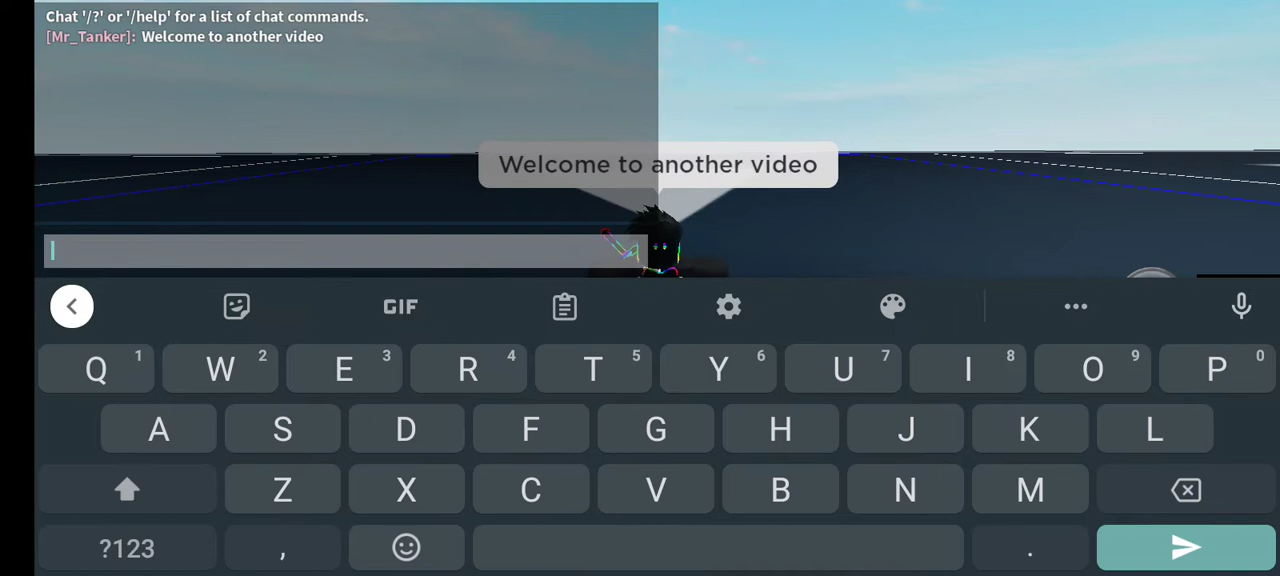 Chat '/?' or '/help' for a list of chat commands.
[Mr_Tanker]: Welcome to another video
Welcome to another video
GIF
Q 1 W 2 E 3 R 4 T 5 Y 6 U 7 I 8 O 9 P 0
A S D F G H J K L
Z X C V B N M
?123 , .